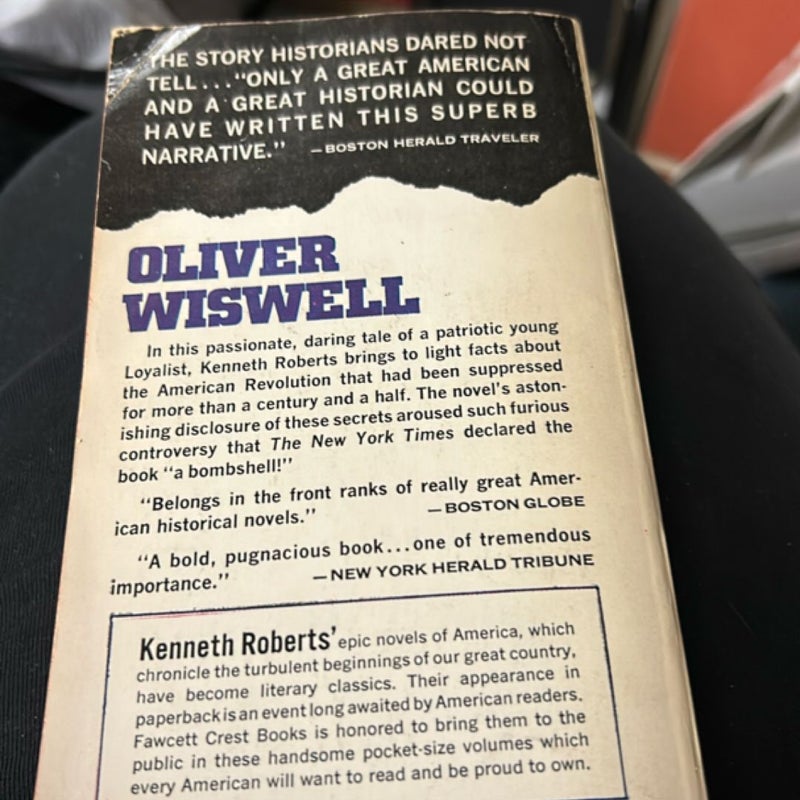 THE STORY HISTORIANS DARED NOT
TELL..."ONLY A GREAT AMERICAN
AND A GREAT HISTORIAN COULD
HAVE WRITTEN THIS SUPERB
NARRATIVE." —BOSTON HERALD TRAVELER
OLIVER
WISWELL
In this passionate, daring tale of a patriotic young
Loyalist, Kenneth Roberts brings to light facts about
the American Revolution that had been suppressed
for more than a century and a half. The novel's aston-
ishing disclosure of these secrets aroused such furious
controversy that The New York Times declared the
book "a bombshell!"
"Belongs in the front ranks of really great Amer-
ican historical novels." —BOSTON GLOBE
"A bold, pugnacious book...one of tremendous
importance." —NEW YORK HERALD TRIBUNE
Kenneth Roberts' epic novels of America, which
chronicle the turbulent beginnings of our great country,
have become literary classics. Their appearance in
paperback is an event long awaited by American readers.
Fawcett Crest Books is honored to bring them to the
public in these handsome pocket-size volumes which
every American will want to read and be proud to own.